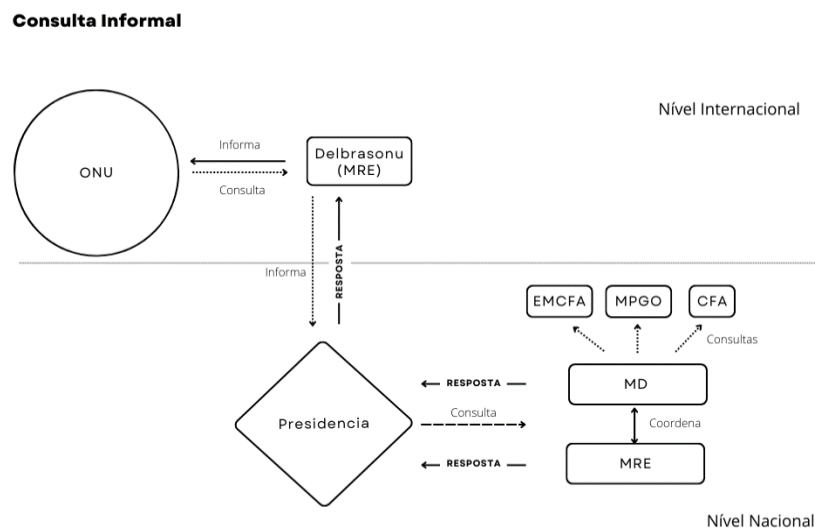 Consulta Informal
Nível Internacional
Informa
Delbrasonu
(MRE)
ONU
Consulta
Informa
RESPOSTA
EMCFA
MPGO
CFA
Consultas
RESPOSTA
MD
Consulta
Presidencia
Coordena
RESPOSTA
MRE
Nível Nacional